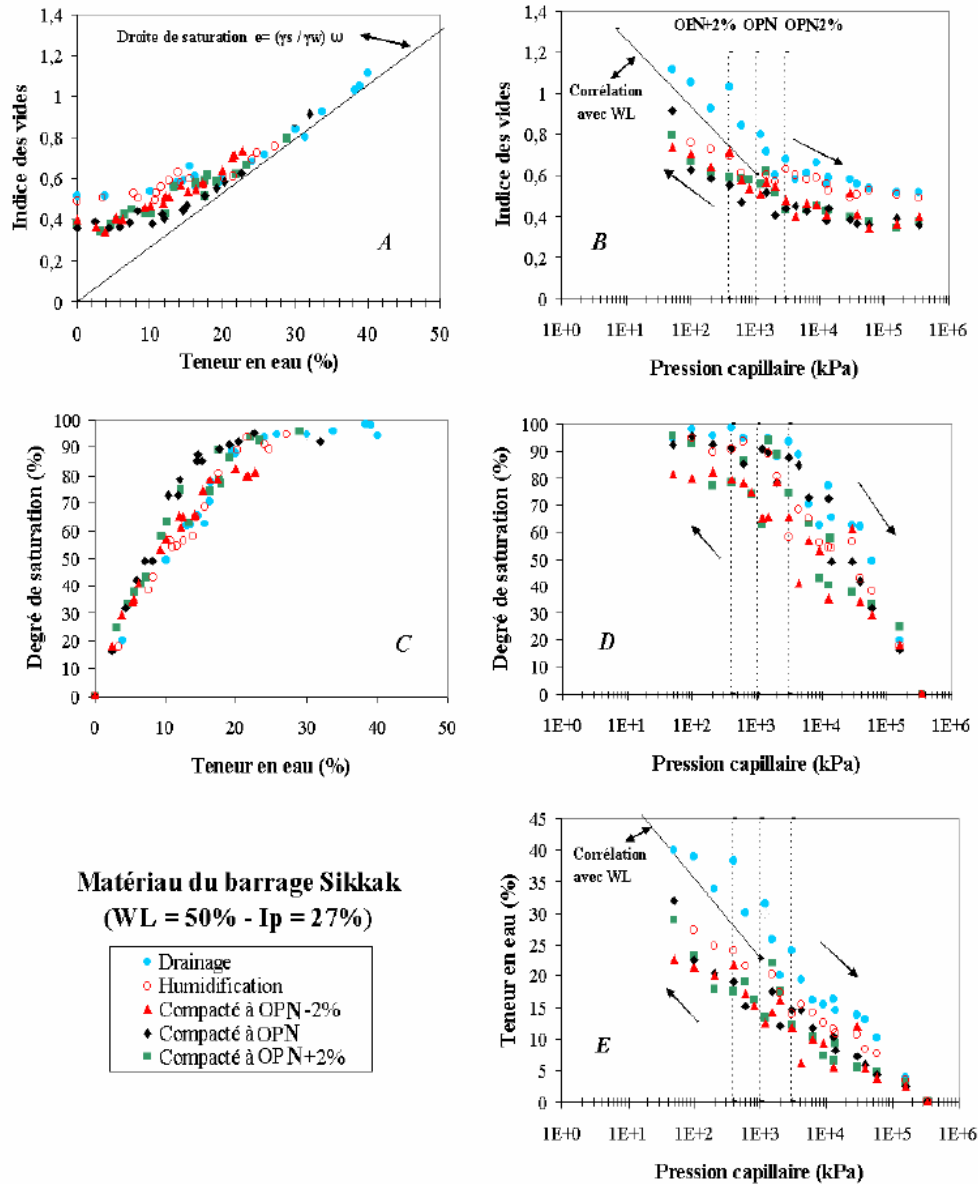 1,4
1,2
1
0,8
0,6
0,4
0,2
0
Indice des vides
Droite de saturation e= (γs / γw) ω
A
0 10 20 30 40 50
Teneur en eau (%)
1,4
1,2
1
0,8
0,6
0,4
0,2
0
Indice des vides
OPN+2% OPN OPN-2%
Corrélation
avec WL
B
1E+0 1E+1 1E+2 1E+3 1E+4 1E+5 1E+6
Pression capillaire (kPa)
100
90
80
70
60
50
40
30
20
10
0
Degré de saturation (%)
C
0 10 20 30 40 50
Teneur en eau (%)
100
90
80
70
60
50
40
30
20
10
0
Degré de saturation (%)
D
1E+0 1E+1 1E+2 1E+3 1E+4 1E+5 1E+6
Pression capillaire (kPa)
Matériau du barrage Sikkak
(WL = 50% - Ip = 27%)
Drainage
Humidification
Compacté à OPN-2%
Compacté à OPN
Compacté à OPN+2%
45
40
35
30
25
20
15
10
5
0
Teneur en eau (%)
Corrélation
avec WL
E
1E+0 1E+1 1E+2 1E+3 1E+4 1E+5 1E+6
Pression capillaire (kPa)